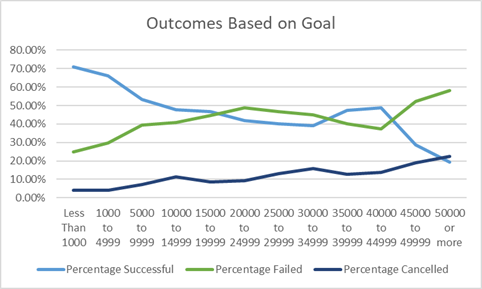 Outcomes Based on Goal
80.00%
70.00%
60.00%
50.00%
40.00%
30.00%
20.00%
10.00%
0.00%
Less Than 1000
1000 to 4999
5000 to 9999
10000 to 14999
15000 to 19999
20000 to 24999
25000 to 29999
30000 to 34999
35000 to 39999
40000 to 44999
45000 to 49999
50000 or more
Percentage Successful
Percentage Failed
Percentage Cancelled